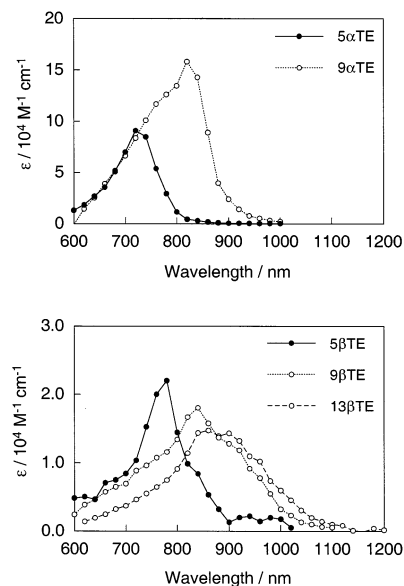 20
15
10
5
0
ε / 10⁴ M⁻¹ cm⁻¹
5αTE
9αTE
600 700 800 900 1000 1100 1200
Wavelength / nm
3.0
2.0
1.0
0.0
ε / 10⁴ M⁻¹ cm⁻¹
5βTE
9βTE
13βTE
600 700 800 900 1000 1100 1200
Wavelength / nm